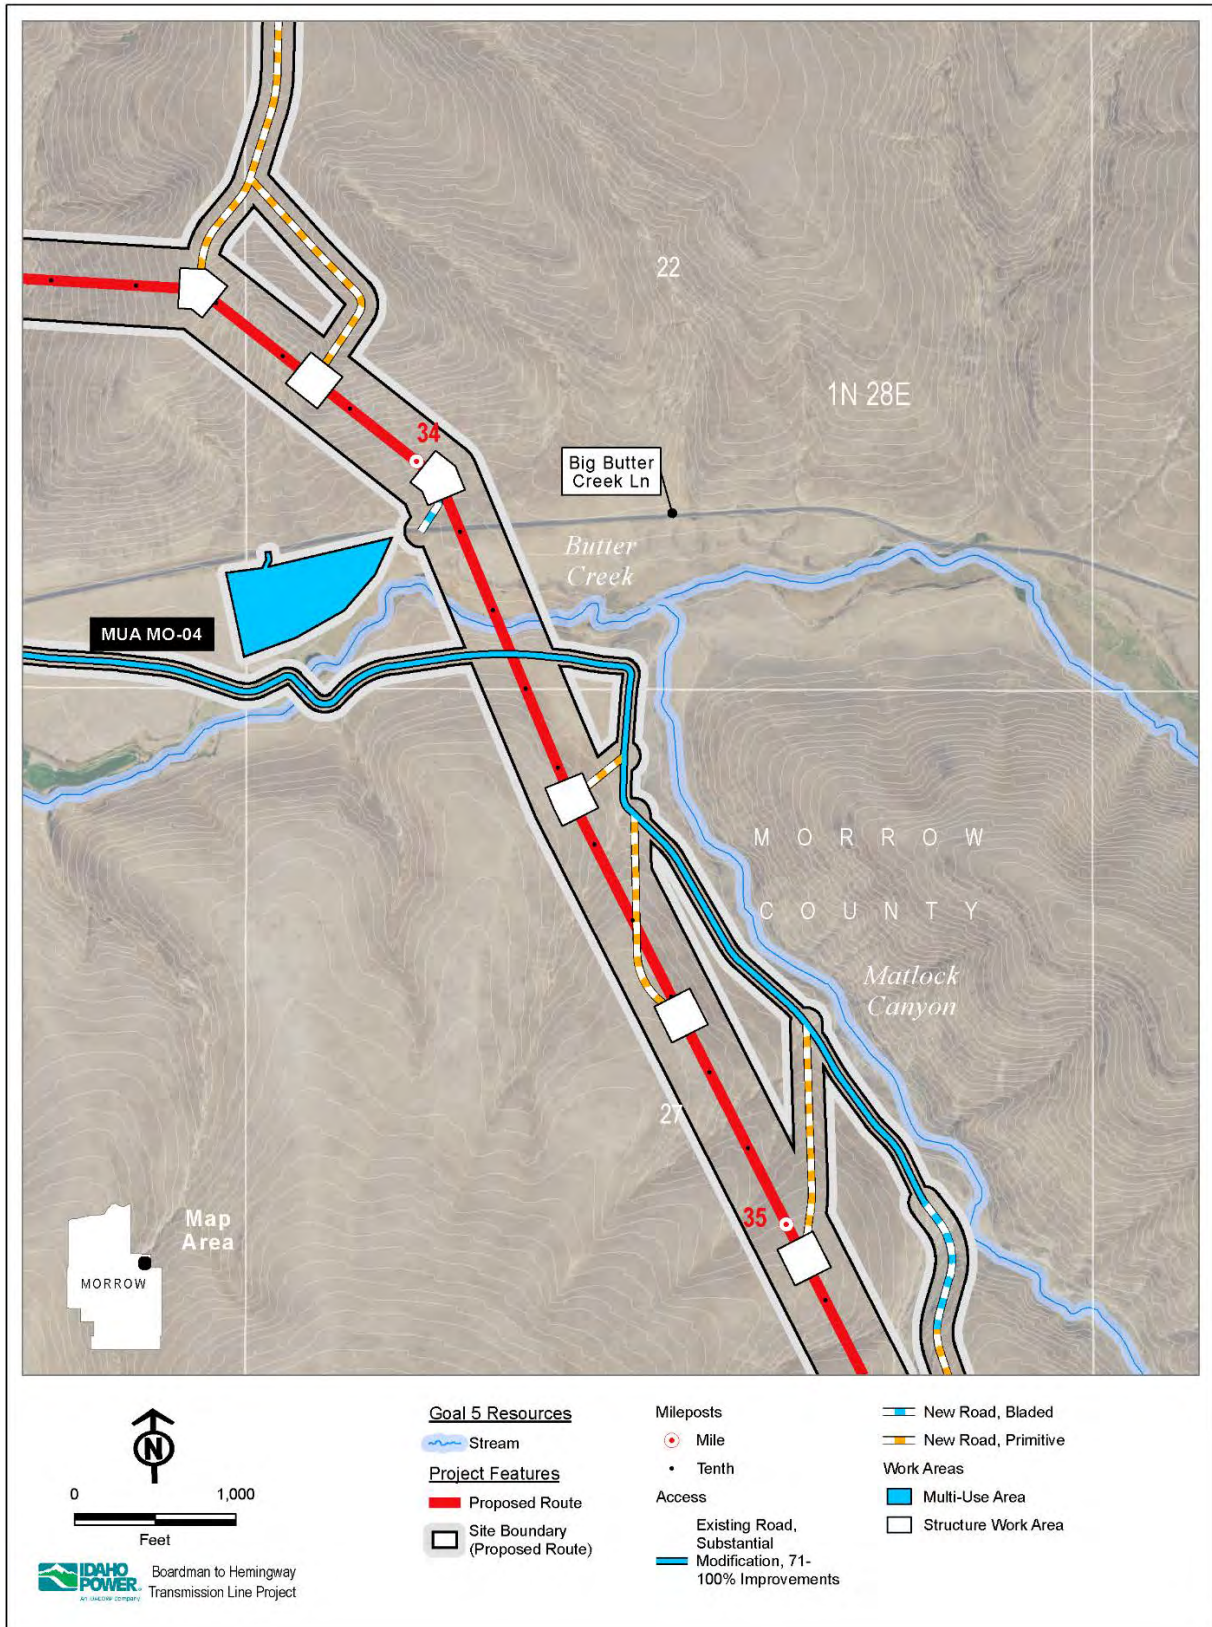 22
1N 28E
34
Big Butter
Creek Ln
Butter
Creek
MUA MO-04
M O R R O W
C O U N T Y
Matlock
Canyon
27
35
Map
Area
MORROW
N
0 1,000
Feet
IDAHO
POWER®
An IDACORP Company
Boardman to Hemingway
Transmission Line Project
Goal 5 Resources
Stream
Project Features
Proposed Route
Site Boundary
(Proposed Route)
Mileposts
Mile
Tenth
Access
Existing Road,
Substantial
Modification, 71-
100% Improvements
New Road, Bladed
New Road, Primitive
Work Areas
Multi-Use Area
Structure Work Area